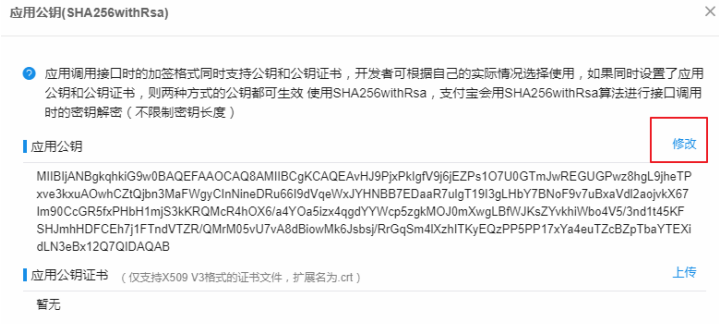 应用公钥(SHA256withRsa)
应用调用接口时的加签格式同时支持公钥和公钥证书，开发者可根据自己的实际情况选择使用，如果同时设置了应用
公钥和公钥证书，则两种方式的公钥都可生效 使用SHA256withRsa，支付宝会用SHA256withRsa算法进行接口调用
时的密钥解密（不限制密钥长度）
应用公钥 修改
MIIBIjANBgkqhkiG9w0BAQEFAAOCAQ8AMIIBCgKCAQEAvHJ9PjxPkIgfV9j6jEZPs1O7U0GTmJwREGUGPwz8hgL9jheTP
xve3kxuAOwhCZtQjbn3MaFWgyCInNineDRu66I9dVqeWxJYHNBB7EDaaR7uIgT19I3gLHbY7BNoF9v7uBxaVdl2aojvkX67
Im90CcGR5fxPHbH1mjS3kKRQMcR4hOX6/a4YOa5izx4qgdYYWcp5zgkMOJ0mXwgLBfWJKsZYvkhiWbo4V5/3nd1t45KF
SHJmhHDFCEh7j1FTndVTZR/QMrM05vU7vA8dBiowMk6Jsbsj/RrGqSm4IXzhITKyEQzPP5PP17xYa4euTZcBZpTbaYTEXi
dLN3eBx12Q7QIDAQAB
应用公钥证书 （仅支持X509 V3格式的证书文件，扩展名为.crt） 上传
暂无